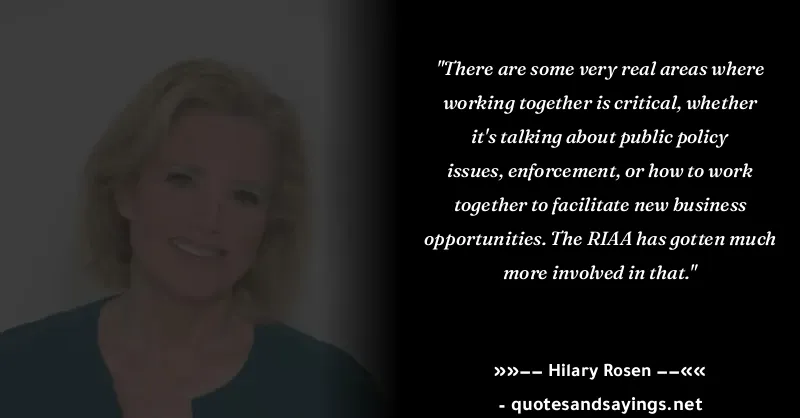 "There are some very real areas where
working together is critical, whether
it's talking about public policy
issues, enforcement, or how to work
together to facilitate new business
opportunities. The RIAA has gotten much
more involved in that."
»»−− Hilary Rosen −−««
- quotesandsayings.net